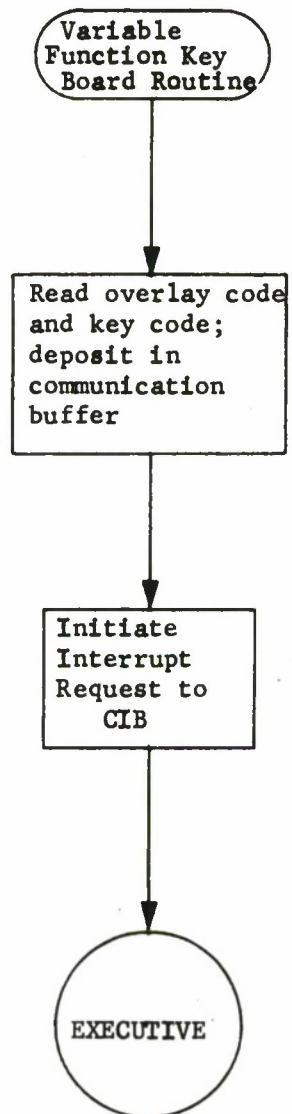 Variable
Function Key
Board Routine
Read overlay code
and key code;
deposit in
communication
buffer
Initiate
Interrupt
Request to
CIB
EXECUTIVE